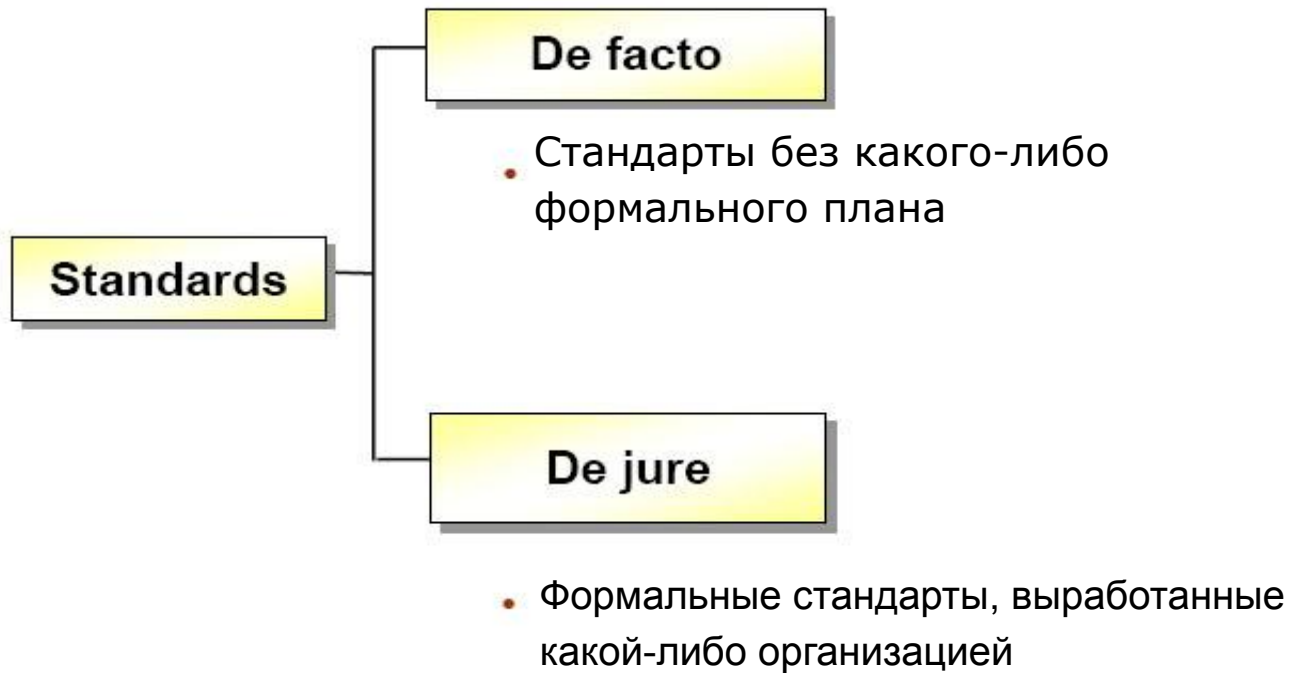 De facto
• Стандарты без какого-либо
формального плана
Standards
De jure
• Формальные стандарты, выработанные
какой-либо организацией